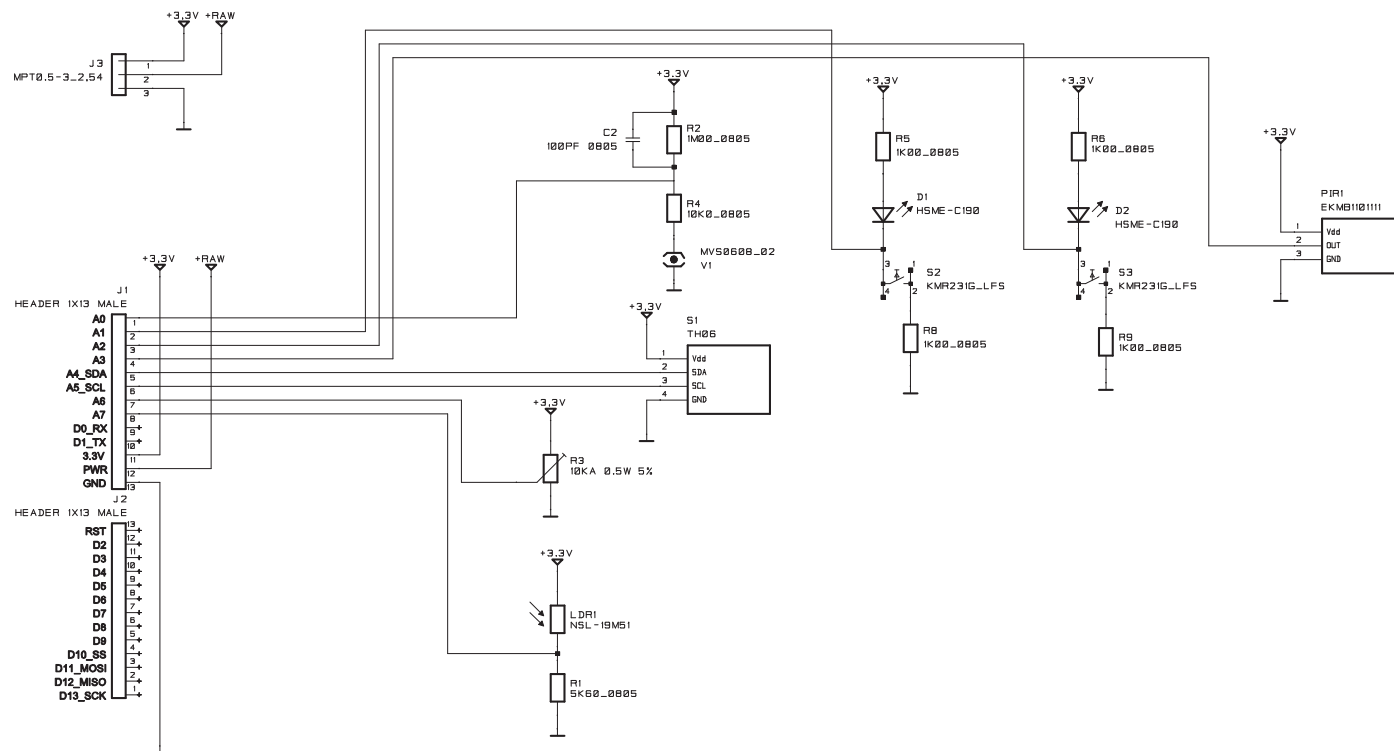 +3.3V +RAW
J3
MPT0.5-3_2.54
1
2
3
+3.3V
C2
100PF 0805
R2
1M00_0805
R4
10K0_0805
MVS0608_02
V1
+3.3V
R5
1K00_0805
D1
HSME-C190
3
1
4
2
S2
KMR231G_LFS
R8
1K00_0805
+3.3V
R6
1K00_0805
D2
HSME-C190
3
1
4
2
S3
KMR231G_LFS
R9
1K00_0805
+3.3V
PIR1
EKMB1101111
1 Vdd
2 OUT
3 GND
+3.3V +RAW
J1
HEADER 1X13 MALE
A0 1
A1 2
A2 3
A3 4
A4_SDA 5
A5_SCL 6
A6 7
A7 8
D0_RX 9
D1_TX 10
3.3V 11
PWR 12
GND 13
+3.3V
S1
TH06
1 Vdd
2 SDA
3 SCL
4 GND
+3.3V
R3
10KA 0.5W 5%
J2
HEADER 1X13 MALE
RST 13
D2 12
D3 11
D4 10
D5 9
D6 8
D7 7
D8 6
D9 5
D10_SS 4
D11_MOSI 3
D12_MISO 2
D13_SCK 1
+3.3V
LDR1
NSL-19M51
R1
5K60_0805